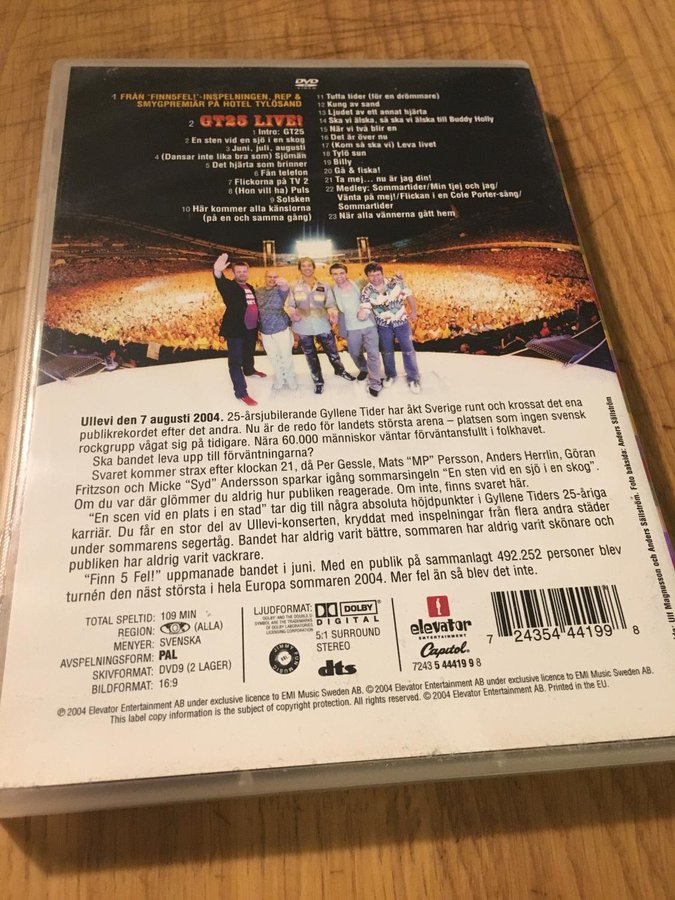 DVD
VIDEO
1 FRÅN 'FINN5FEL!'-INSPELNINGEN, REP &
SMYGPREMIÄR PÅ HOTEL TYLÖSAND
2 GT25 LIVE!
1 Intro: GT25
2 En sten vid en sjö i en skog
3 Juni, juli, augusti
4 (Dansar inte lika bra som) Sjömän
5 Det hjärta som brinner
6 Fån telefon
7 Flickorna på TV 2
8 (Hon vill ha) Puls
9 Solsken
10 Här kommer alla känslorna
(på en och samma gång)
11 Tuffa tider (för en drömmare)
12 Kung av sand
13 Ljudet av ett annat hjärta
14 Ska vi älska, så ska vi älska till Buddy Holly
15 När vi två blir en
16 Det är över nu
17 (Kom så ska vi) Leva livet
18 Tylö sun
19 Billy
20 Gå & fiska!
21 Ta mej... nu är jag din!
22 Medley: Sommartider/Min tjej och jag/
Vänta på mej!/Flickan i en Cole Porter-sång/
Sommartider
23 När alla vännerna gått hem
Ullevi den 7 augusti 2004. 25-årsjubilerande Gyllene Tider har åkt Sverige runt och krossat det ena
publikrekordet efter det andra. Nu är de redo för landets största arena – platsen som ingen svensk
rockgrupp vågat sig på tidigare. Nära 60.000 människor väntar förväntansfullt i folkhavet.
Ska bandet leva upp till förväntningarna?
Svaret kommer strax efter klockan 21, då Per Gessle, Mats "MP" Persson, Anders Herrlin, Göran
Fritzson och Micke "Syd" Andersson sparkar igång sommarsingeln "En sten vid en sjö i en skog".
Om du var där glömmer du aldrig hur publiken reagerade. Om inte, finns svaret här.
"En scen vid en plats i en stad" tar dig till några absoluta höjdpunkter i Gyllene Tiders 25-åriga
karriär. Du får en stor del av Ullevi-konserten, kryddat med inspelningar från flera andra städer
under sommarens segertåg. Bandet har aldrig varit bättre, sommaren har aldrig varit skönare och
publiken har aldrig varit vackrare.
"Finn 5 Fel!" uppmanade bandet i juni. Med en publik på sammanlagt 492.252 personer blev
turnén den näst största i hela Europa sommaren 2004. Mer fel än så blev det inte.
Ulf Magnusson och Anders Sällström. Foto baksida: Anders Sällström
TOTAL SPELTID: 109 MIN
REGION: (ALLA)
MENYER: SVENSKA
AVSPELNINGSFORM: PAL
SKIVFORMAT: DVD9 (2 LAGER)
BILDFORMAT: 16:9
LJUDFORMAT:
DOLBY AND THE DOUBLE D
SYMBOL ARE TRADEMARKS
OF DOLBY LABORATORIES
LICENSING CORPORATION
DOLBY
DIGITAL
5:1 SURROUND
STEREO
JIMMY FUN MUSIC
dts
elevator
ENTERTAINMENT
Capitol.
7243 5 44199 9 8
7 24354 44199 8
℗ 2004 Elevator Entertainment AB under exclusive licence to EMI Music Sweden AB. © 2004 Elevator Entertainment AB under exclusive licence to EMI Music Sweden AB.
This label copy information is the subject of copyright protection. All rights reserved. © 2004 Elevator Entertainment AB. Printed in the EU.